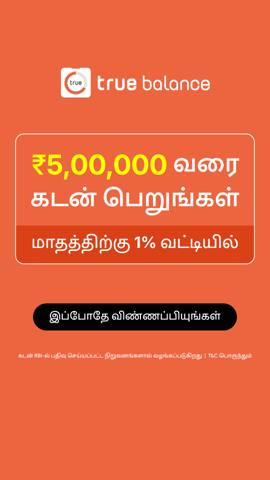 true
true balance
₹5,00,000 வரை
கடன் பெறுங்கள்
மாதத்திற்கு 1% வட்டியில்
இப்போதே விண்ணப்பியுங்கள்
கடன் RBI-ல் பதிவு செய்யப்பட்ட நிறுவனங்களால் வழங்கப்படுகிறது | T&C பொருந்தும்